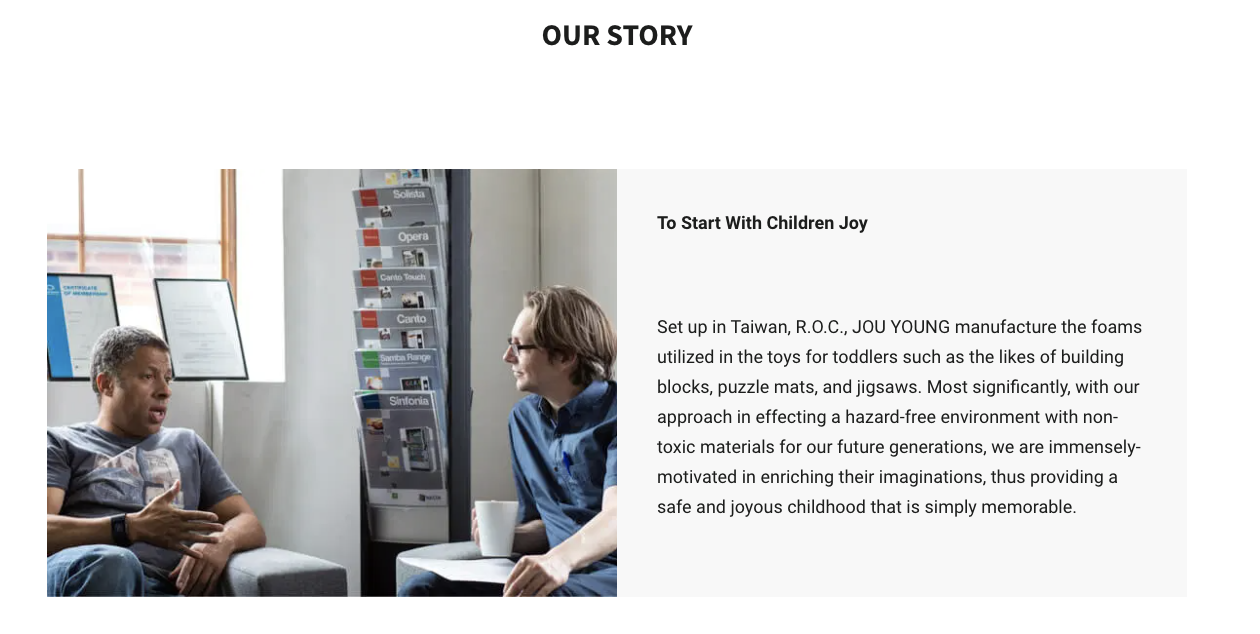 OUR STORY
To Start With Children Joy
Set up in Taiwan, R.O.C., JOU YOUNG manufacture the foams
utilized in the toys for toddlers such as the likes of building
blocks, puzzle mats, and jigsaws. Most significantly, with our
approach in effecting a hazard-free environment with non-
toxic materials for our future generations, we are immensely-
motivated in enriching their imaginations, thus providing a
safe and joyous childhood that is simply memorable.
CERTIFICATE
OF MEMBERSHIP
Solista
Opera
Canto Touch
Canto
Samba Range
Sinfonia